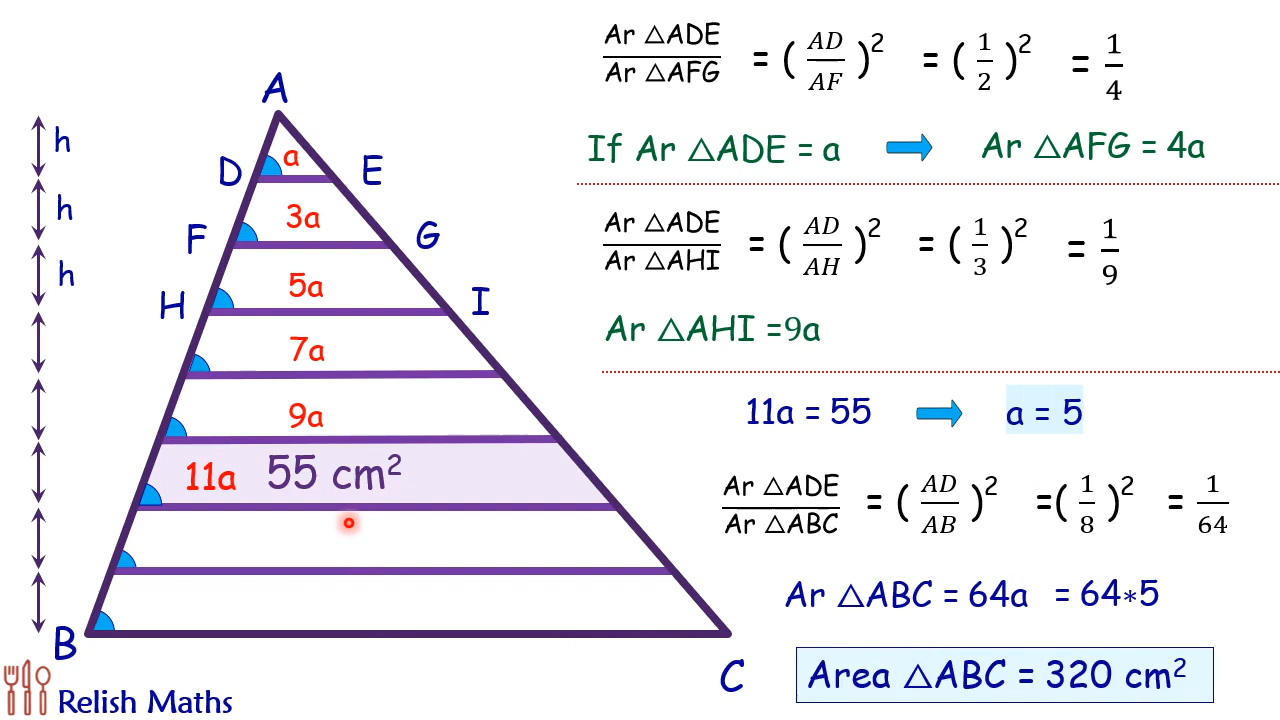 A
h
D
a
E
h
F
3a
G
h
H
5a
I
7a
9a
11a 55 cm²
B
C
Relish Maths
Ar △ADE / Ar △AFG = ( AD / AF )² = ( 1 / 2 )² = 1 / 4
If Ar △ADE = a ➡ Ar △AFG = 4a
Ar △ADE / Ar △AHI = ( AD / AH )² = ( 1 / 3 )² = 1 / 9
Ar △AHI =9a
11a = 55 ➡ a = 5
Ar △ADE / Ar △ABC = ( AD / AB )² =( 1 / 8 )² = 1 / 64
Ar △ABC = 64a = 64*5
Area △ABC = 320 cm²